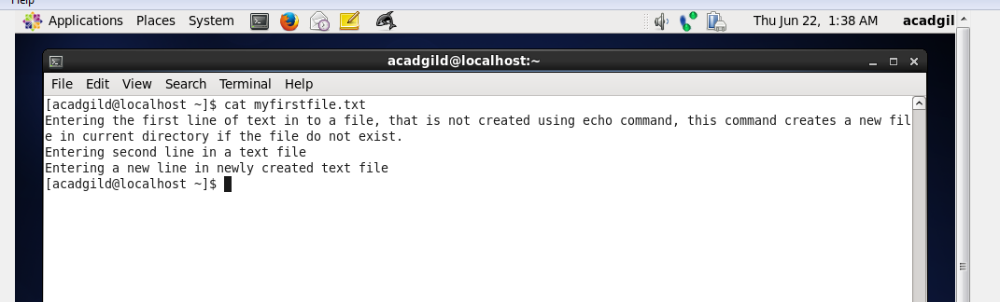 Help
Applications Places System Thu Jun 22, 1:38 AM acadgil
acadgild@localhost:~
File Edit View Search Terminal Help
[acadgild@localhost ~]$ cat myfirstfile.txt
Entering the first line of text in to a file, that is not created using echo command, this command creates a new fil
e in current directory if the file do not exist.
Entering second line in a text file
Entering a new line in newly created text file
[acadgild@localhost ~]$